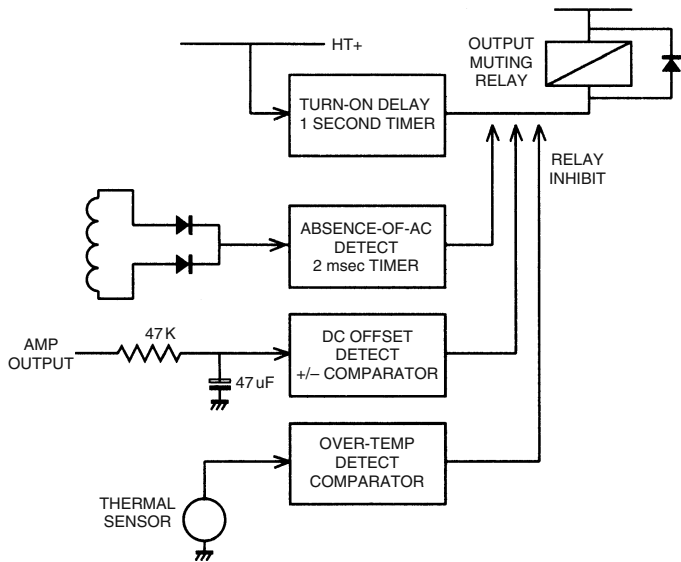 HT+
OUTPUT
MUTING
RELAY
TURN-ON DELAY
1 SECOND TIMER
RELAY
INHIBIT
ABSENCE-OF-AC
DETECT
2 msec TIMER
AMP
OUTPUT
47K
47uF
DC OFFSET
DETECT
+/– COMPARATOR
OVER-TEMP
DETECT
COMPARATOR
THERMAL
SENSOR